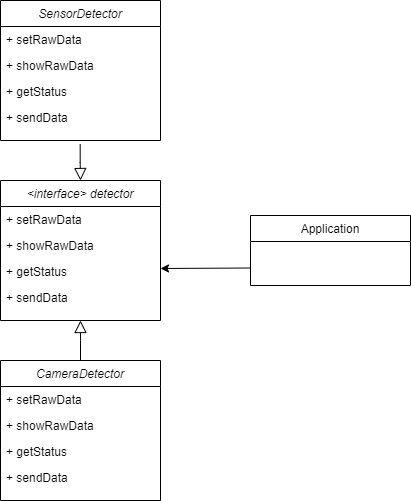 SensorDetector
+ setRawData
+ showRawData
+ getStatus
+ sendData
<interface> detector
+ setRawData
+ showRawData
+ getStatus
+ sendData
Application
CameraDetector
+ setRawData
+ showRawData
+ getStatus
+ sendData